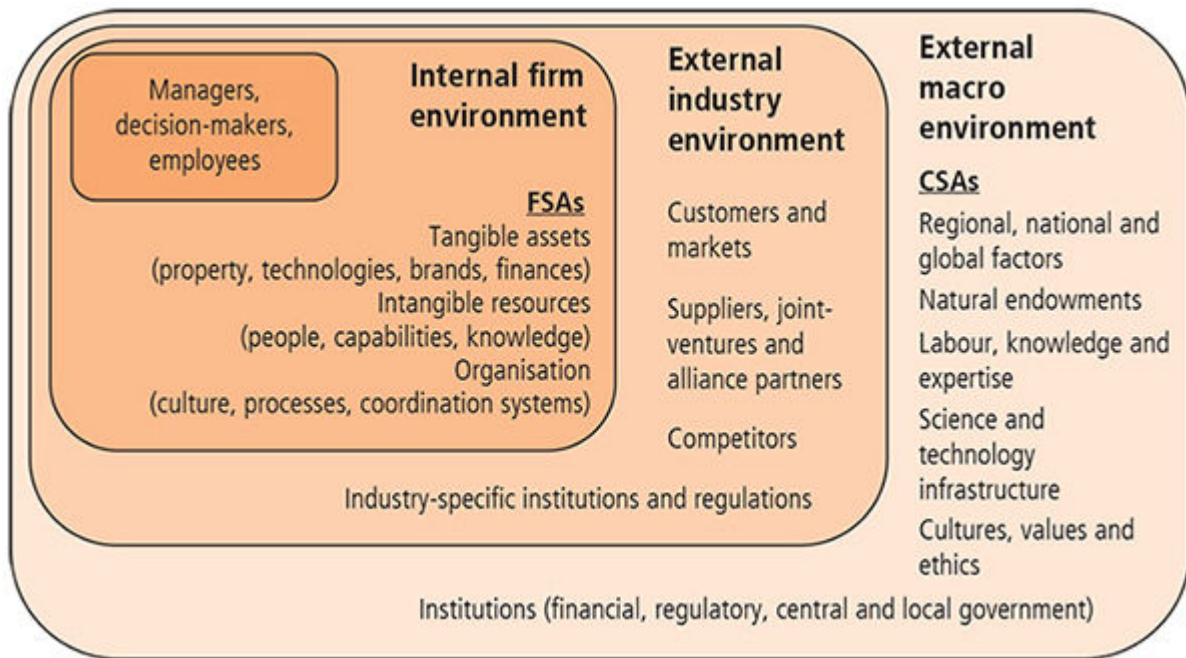 Managers,
decision-makers,
employees
Internal firm
environment
FSAs
Tangible assets
(property, technologies, brands, finances)
Intangible resources
(people, capabilities, knowledge)
Organisation
(culture, processes, coordination systems)
External
industry
environment
Customers and
markets
Suppliers, joint-
ventures and
alliance partners
Competitors
Industry-specific institutions and regulations
External
macro
environment
CSAs
Regional, national and
global factors
Natural endowments
Labour, knowledge and
expertise
Science and
technology
infrastructure
Cultures, values and
ethics
Institutions (financial, regulatory, central and local government)